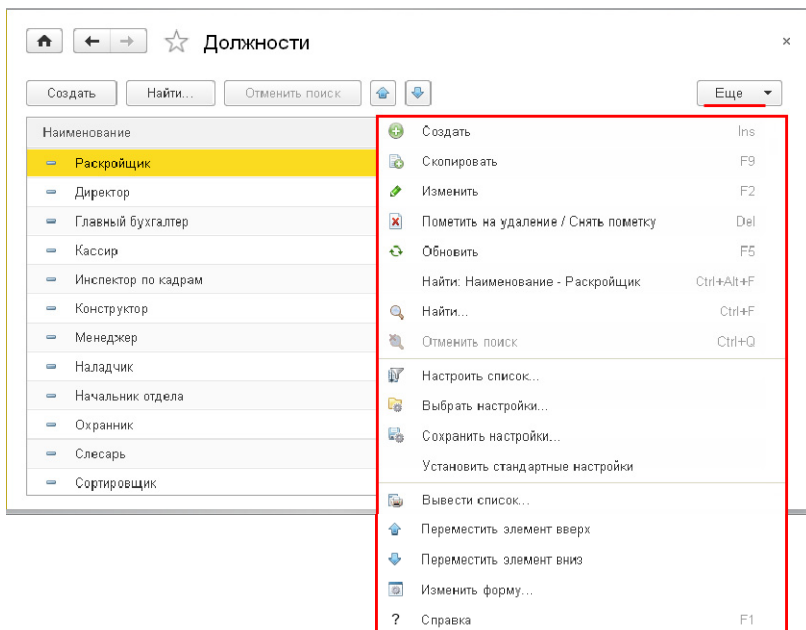 Должности
×
Создать Найти... Отменить поиск Еще
Наименование
Раскройщик
Директор
Главный бухгалтер
Кассир
Инспектор по кадрам
Конструктор
Менеджер
Наладчик
Начальник отдела
Охранник
Слесарь
Сортировщик
Создать Ins
Скопировать F9
Изменить F2
Пометить на удаление / Снять пометку Del
Обновить F5
Найти: Наименование - Раскройщик Ctrl+Alt+F
Найти... Ctrl+F
Отменить поиск Ctrl+Q
Настроить список...
Выбрать настройки...
Сохранить настройки...
Установить стандартные настройки
Вывести список...
Переместить элемент вверх
Переместить элемент вниз
Изменить форму...
? Справка F1